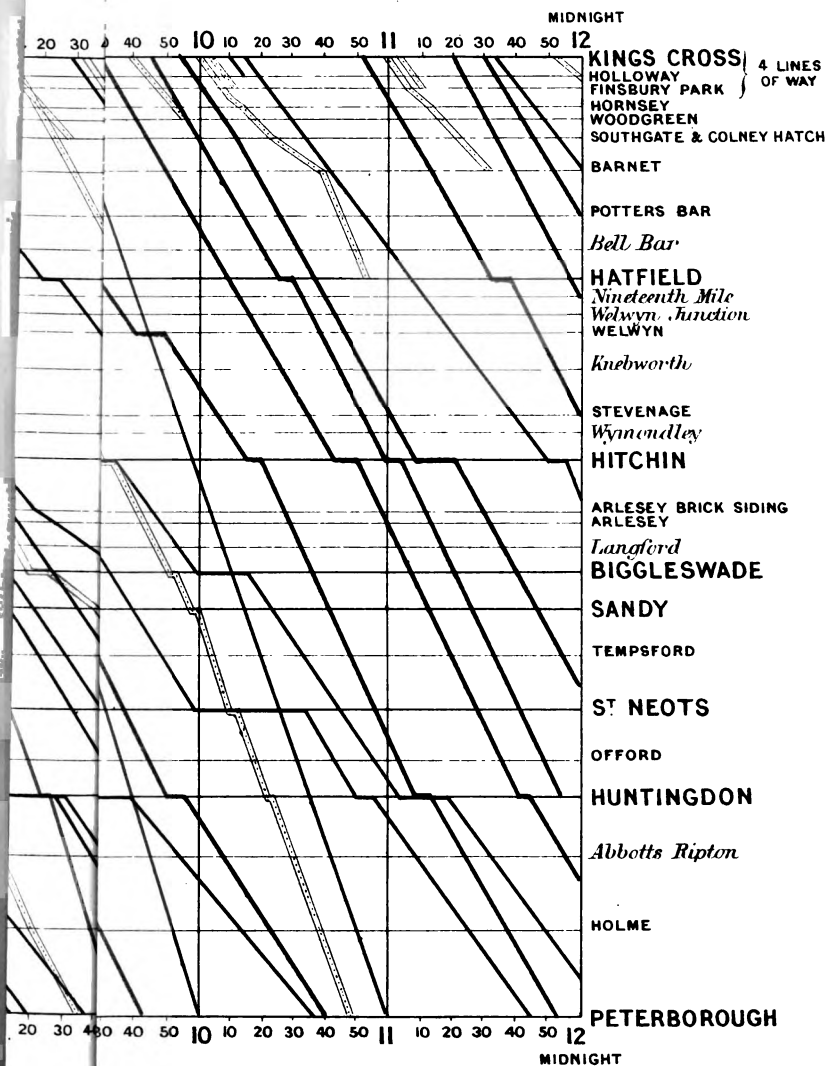 MIDNIGHT
20 30 0 40 50 10 10 20 30 40 50 11 10 20 30 40 50 12
KINGS CROSS
4 LINES
OF WAY
HOLLOWAY
FINSBURY PARK
HORNSEY
WOODGREEN
SOUTHGATE & COLNEY HATCH
BARNET
POTTERS BAR
Bell Bar
HATFIELD
Nineteenth Mile
Welwyn Junction
WELWYN
Knebworth
STEVENAGE
Wymondley
HITCHIN
ARLESEY BRICK SIDING
ARLESEY
Langford
BIGGLESWADE
SANDY
TEMPSFORD
ST NEOTS
OFFORD
HUNTINGDON
Abbotts Ripton
HOLME
PETERBOROUGH
20 30 40 50 10 10 20 30 40 50 11 10 20 30 40 50 12
MIDNIGHT